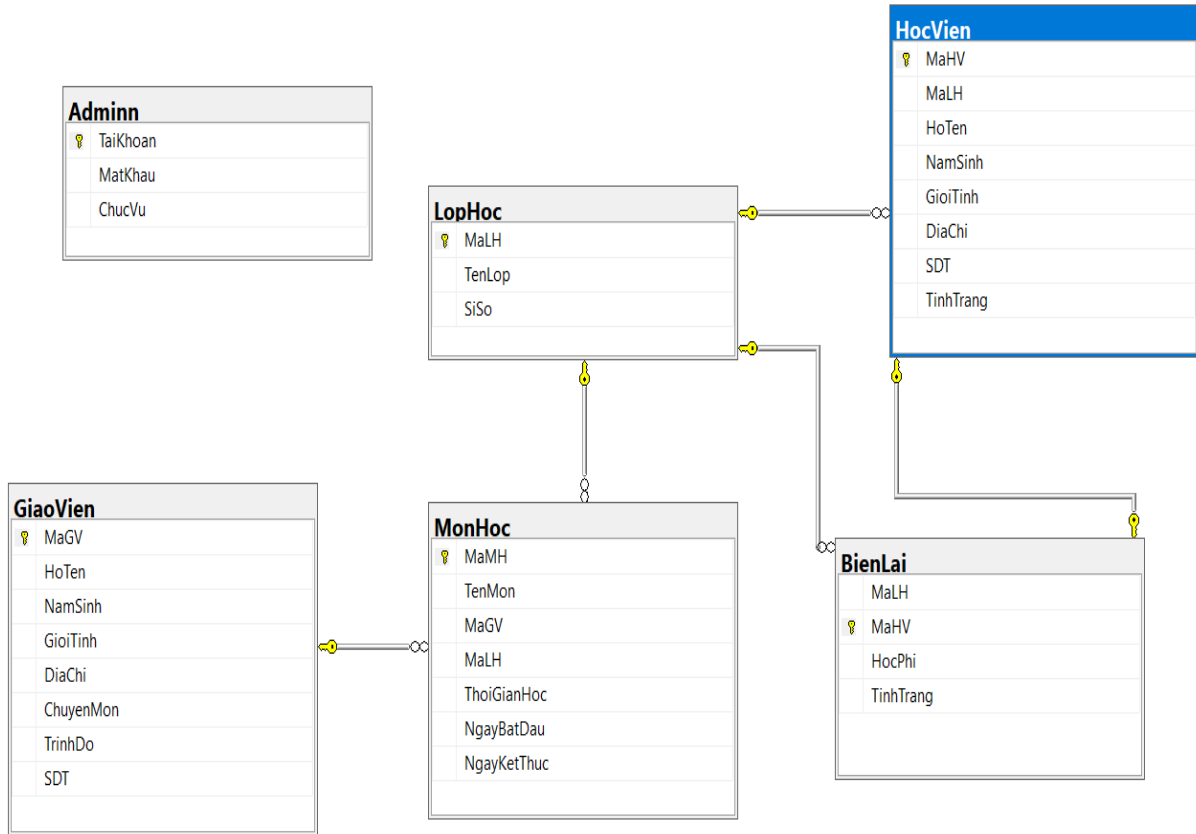 Adminn
TaiKhoan
MatKhau
ChucVu
LopHoc
MaLH
TenLop
SiSo
HocVien
MaHV
MaLH
HoTen
NamSinh
GioiTinh
DiaChi
SDT
TinhTrang
GiaoVien
MaGV
HoTen
NamSinh
GioiTinh
DiaChi
ChuyenMon
TrinhDo
SDT
MonHoc
MaMH
TenMon
MaGV
MaLH
ThoiGianHoc
NgayBatDau
NgayKetThuc
BienLai
MaLH
MaHV
HocPhi
TinhTrang